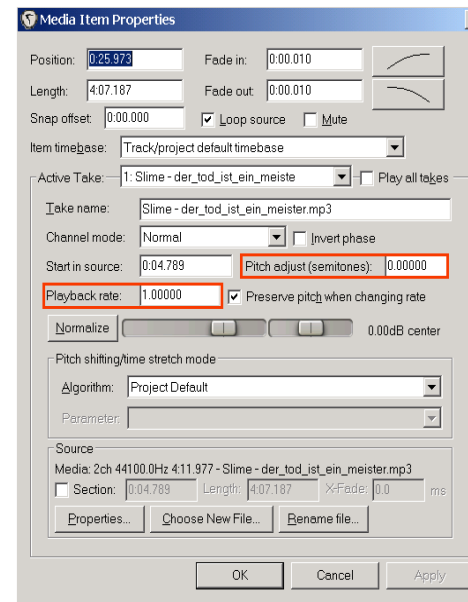 Media Item Properties
Position: 0:25.973 Fade in: 0:00.010
Length: 4:07.187 Fade out: 0:00.010
Snap offset: 0:00.000 Loop source Mute
Item timebase: Track/project default timebase
Active Take: 1: Slime - der_tod_ist_ein_meiste Play all takes
Take name: Slime - der_tod_ist_ein_meister.mp3
Channel mode: Normal Invert phase
Start in source: 0:04.789 Pitch adjust (semitones): 0.00000
Playback rate: 1.00000 Preserve pitch when changing rate
Normalize 0.00dB center
Pitch shifting/time stretch mode
Algorithm: Project Default
Parameter:
Source
Media: 2ch 44100.0Hz 4:11.977 - Slime - der_tod_ist_ein_meister.mp3
Section: 0:04.789 Length: 4:07.187 X-Fade: 0.0 ms
Properties... Choose New File... Rename file...
OK Cancel Apply